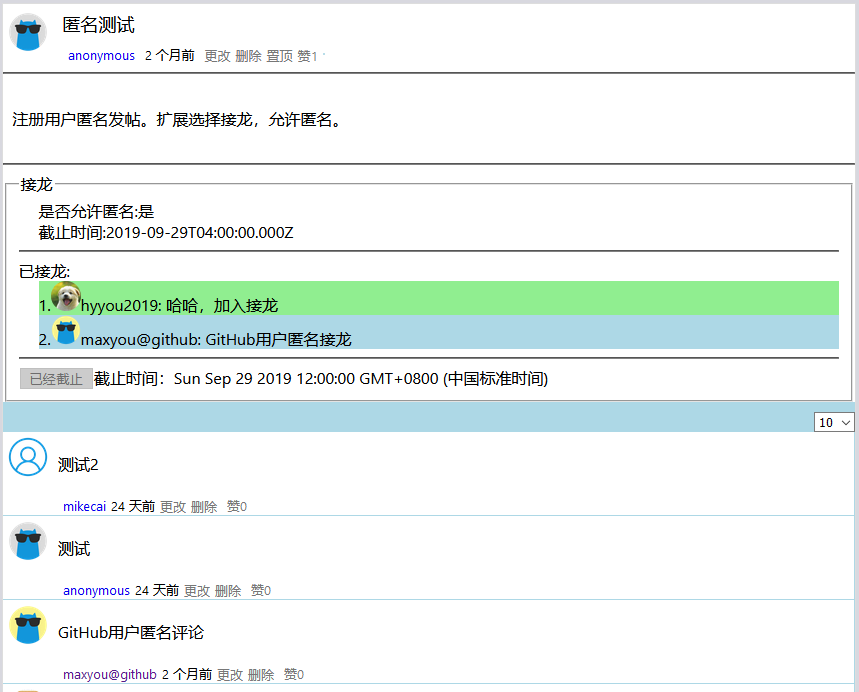 匿名测试
anonymous 2 个月前 更改 删除 置顶 赞1
注册用户匿名发帖。扩展选择接龙，允许匿名。
接龙
是否允许匿名:是
截止时间:2019-09-29T04:00:00.000Z
已接龙:
1. hyyou2019: 哈哈，加入接龙
2. maxyou@github: GitHub用户匿名接龙
已经截止 截止时间：Sun Sep 29 2019 12:00:00 GMT+0800 (中国标准时间)
10
测试2
mikecai 24 天前 更改 删除 赞0
测试
anonymous 24 天前 更改 删除 赞0
GitHub用户匿名评论
maxyou@github 2 个月前 更改 删除 赞0